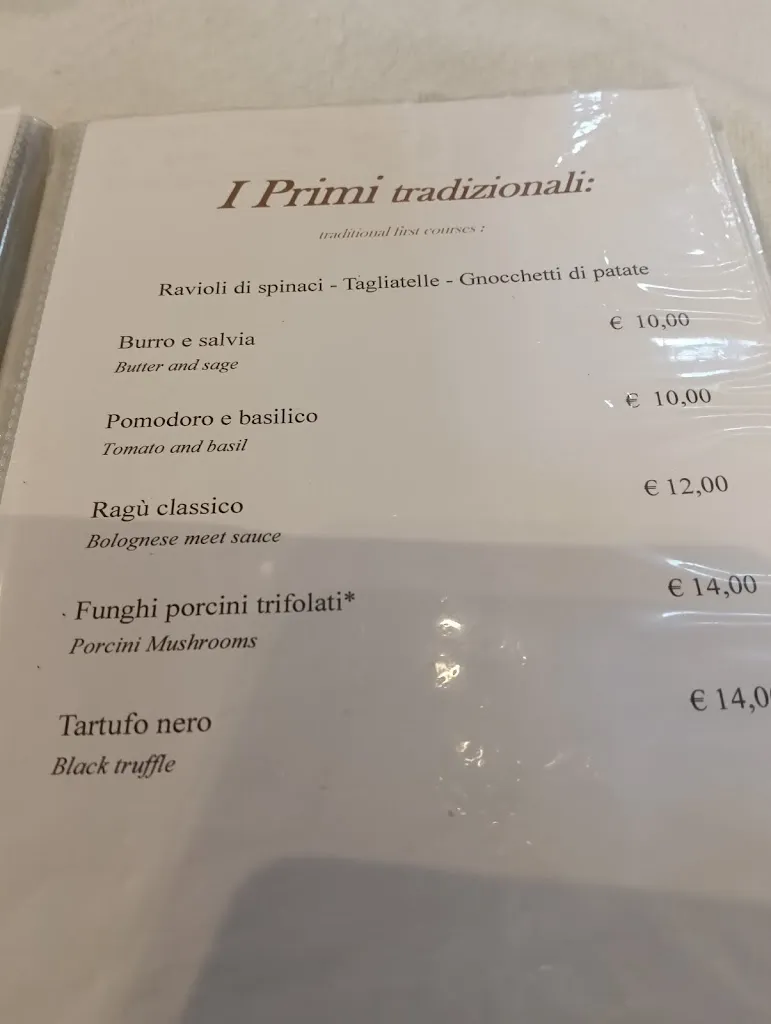 I Primi tradizionali:
traditional first courses :
Ravioli di spinaci - Tagliatelle - Gnocchetti di patate
Burro e salvia € 10,00
Butter and sage
Pomodoro e basilico € 10,00
Tomato and basil
Ragù classico € 12,00
Bolognese meet sauce
Funghi porcini trifolati* € 14,00
Porcini Mushrooms
Tartufo nero € 14,0
Black truffle